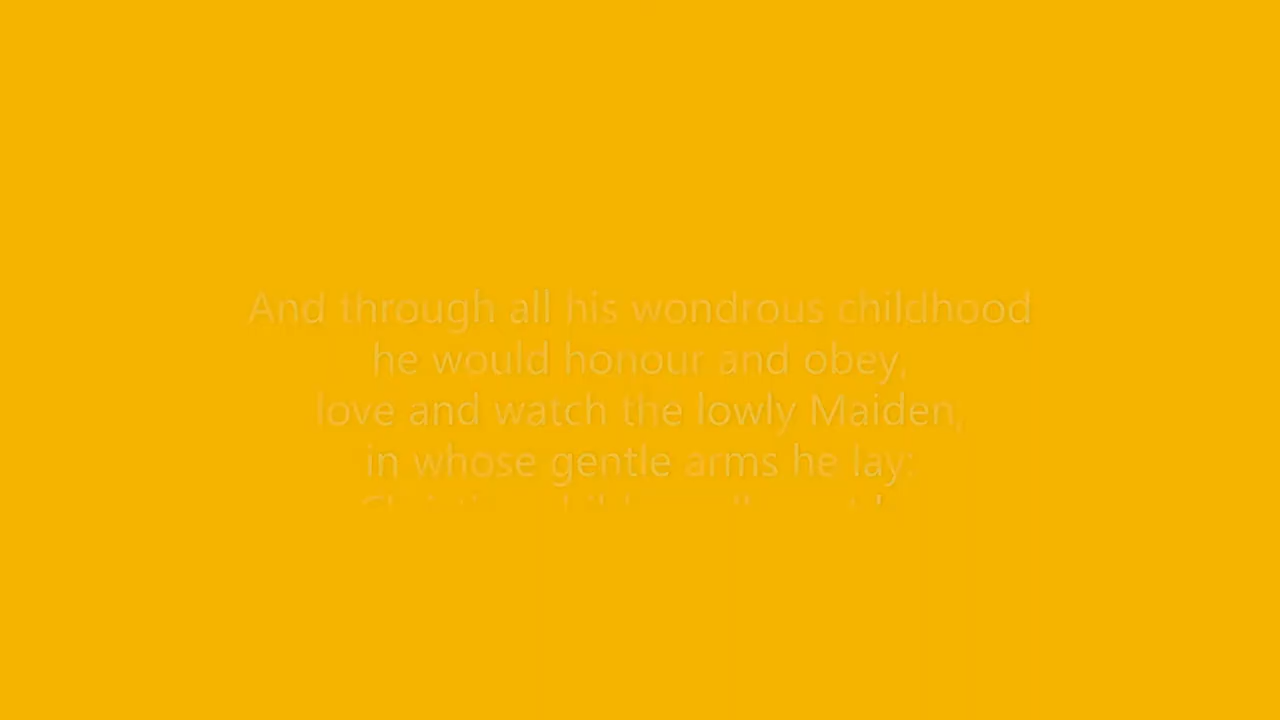 And through all his wondrous childhood
he would honour and obey,
love and watch the lowly Maiden,
in whose gentle arms he lay: